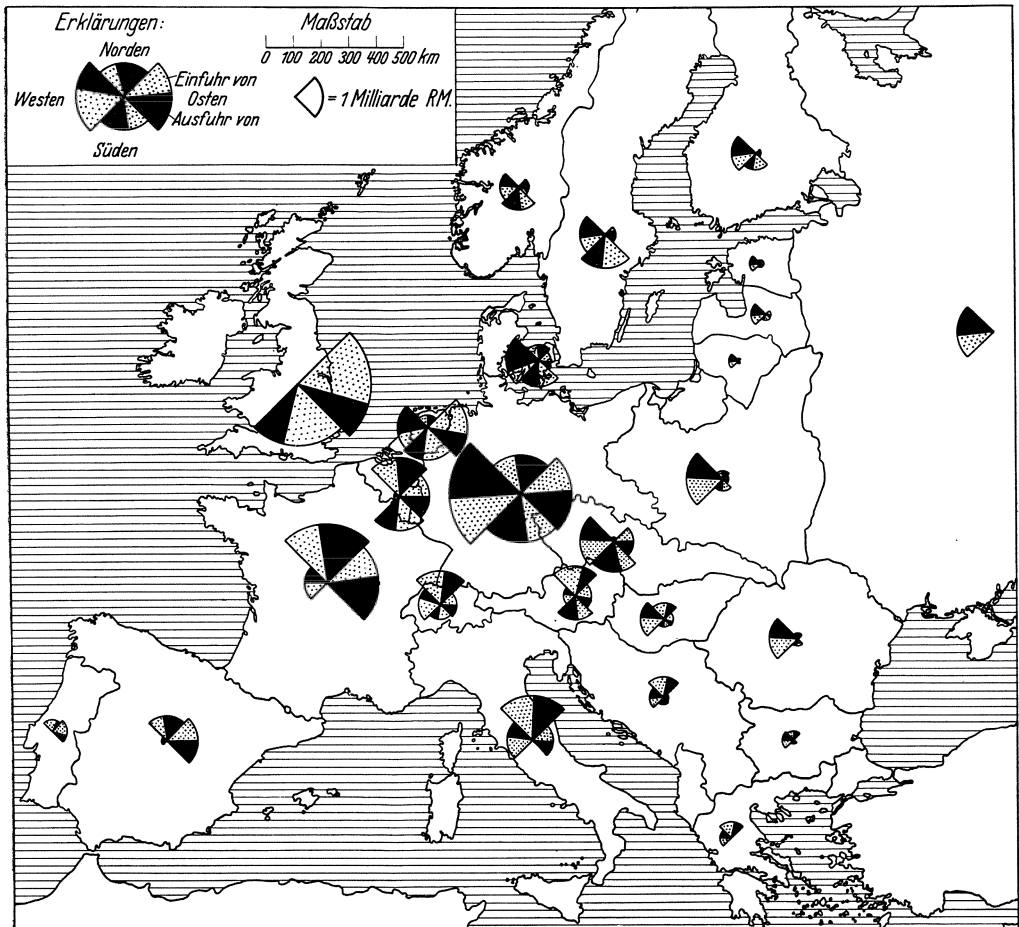 Erklärungen:
Norden
Westen
Einfuhr von
Osten
Ausfuhr von
Süden
Maßstab
0 100 200 300 400 500 km
= 1 Milliarde RM.